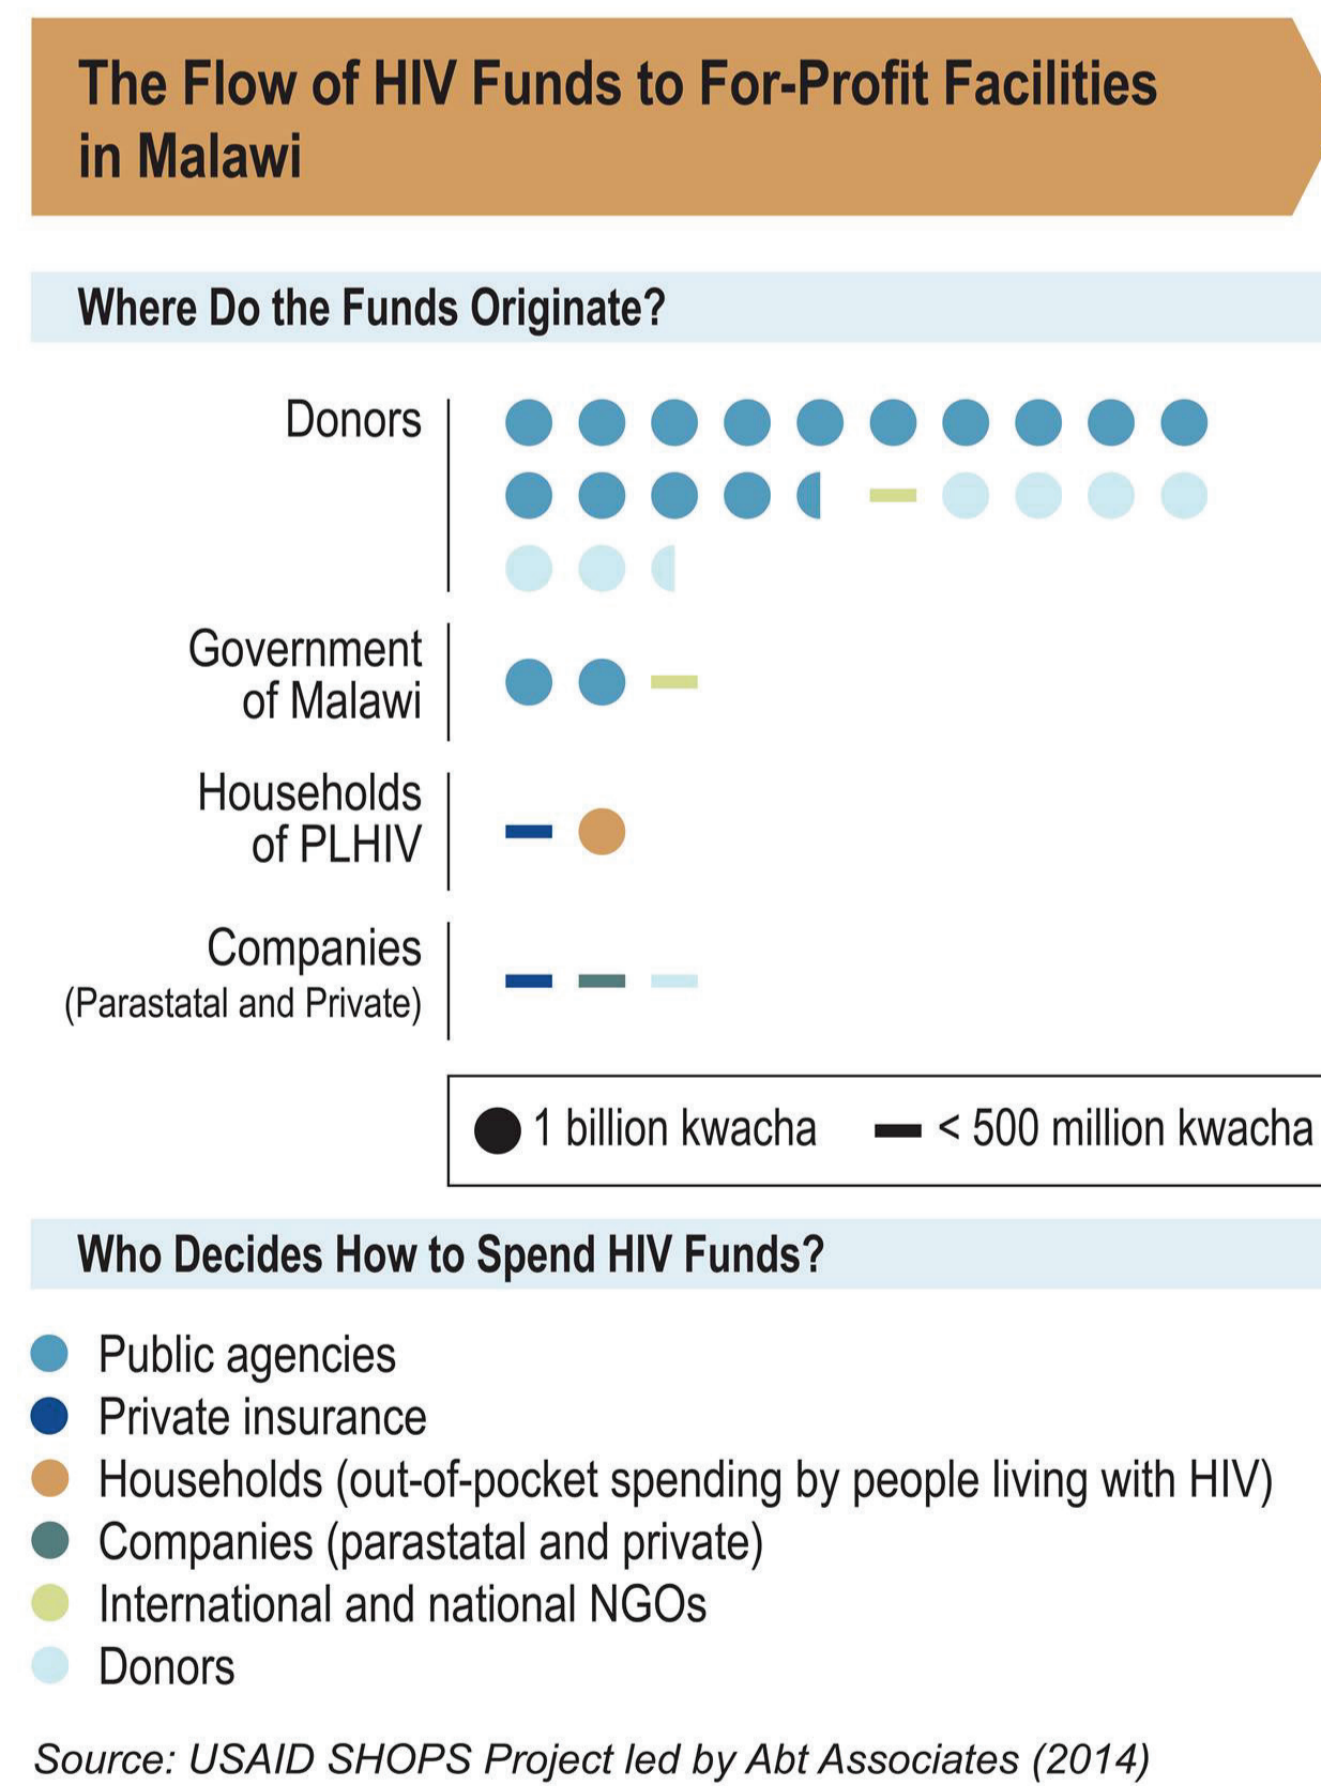 The Flow of HIV Funds to For-Profit Facilities
in Malawi
Where Do the Funds Originate?
Donors
Government
of Malawi
Households
of PLHIV
Companies
(Parastatal and Private)
1 billion kwacha < 500 million kwacha
Who Decides How to Spend HIV Funds?
Public agencies
Private insurance
Households (out-of-pocket spending by people living with HIV)
Companies (parastatal and private)
International and national NGOs
Donors
Source: USAID SHOPS Project led by Abt Associates (2014)